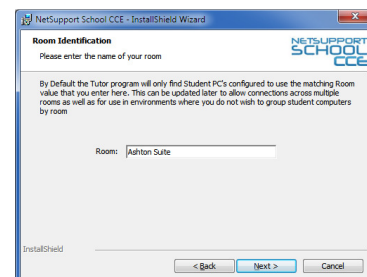 NetSupport School CCE - InstallShield Wizard
Room Identification
Please enter the name of your room
NETSUPPORT
SCHOOL
CCE
By Default the Tutor program will only find Student PC's configured to use the matching Room
value that you enter here. This can be updated later to allow connections across multiple
rooms as well as for use in environments where you do not wish to group student computers
by room
Room: Ashton Suite
InstallShield
< Back Next > Cancel